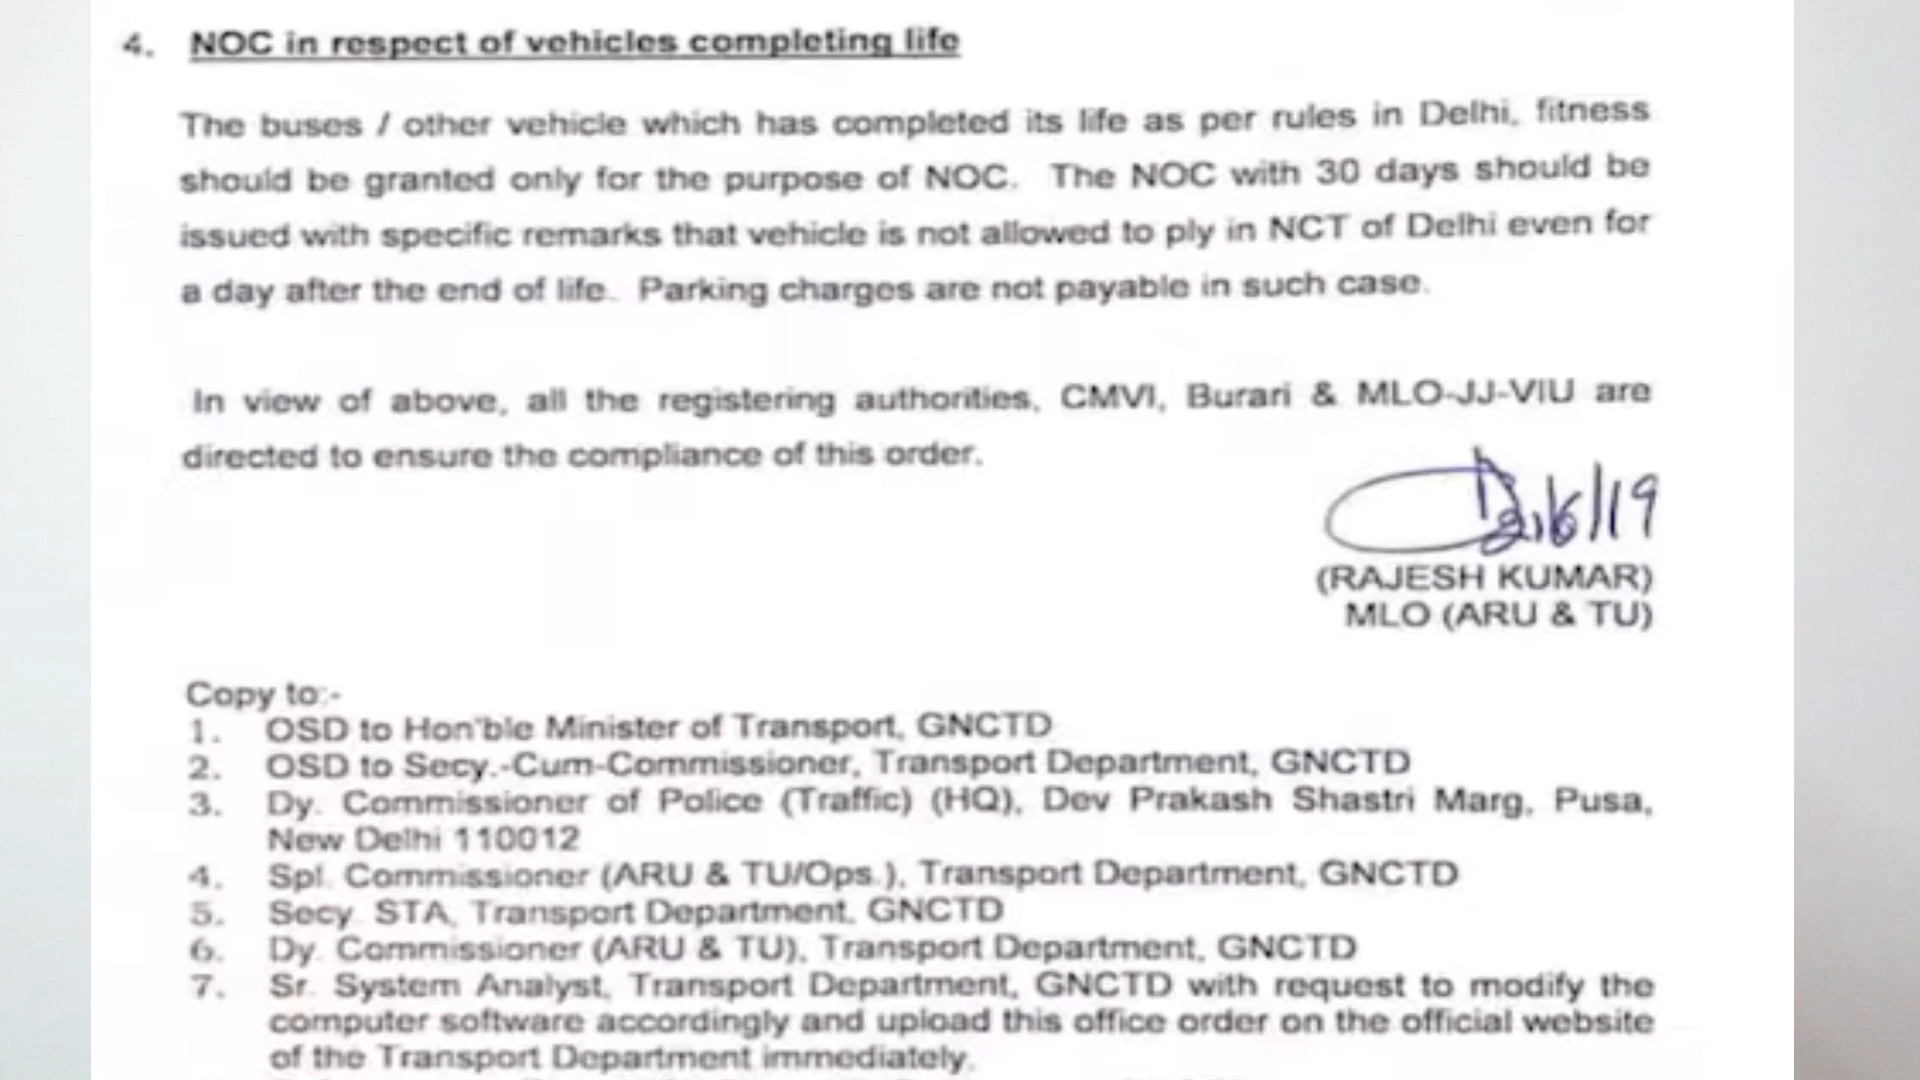 4. NOC in respect of vehicles completing life
The buses / other vehicle which has completed its life as per rules in Delhi, fitness
should be granted only for the purpose of NOC. The NOC with 30 days should be
issued with specific remarks that vehicle is not allowed to ply in NCT of Delhi even for
a day after the end of life. Parking charges are not payable in such case.
In view of above, all the registering authorities, CMVI, Burari & MLO-JJ-VIU are
directed to ensure the compliance of this order.
(RAJESH KUMAR)
MLO (ARU & TU)
Copy to:-
1. OSD to Hon'ble Minister of Transport, GNCTD
2. OSD to Secy.-Cum-Commissioner, Transport Department, GNCTD
3. Dy. Commissioner of Police (Traffic) (HQ), Dev Prakash Shastri Marg, Pusa,
New Delhi 110012
4. Spl. Commissioner (ARU & TU/Ops.), Transport Department, GNCTD
5. Secy. STA, Transport Department, GNCTD
6. Dy. Commissioner (ARU & TU), Transport Department, GNCTD
7. Sr. System Analyst, Transport Department, GNCTD with request to modify the
computer software accordingly and upload this office order on the official website
of the Transport Department immediately.